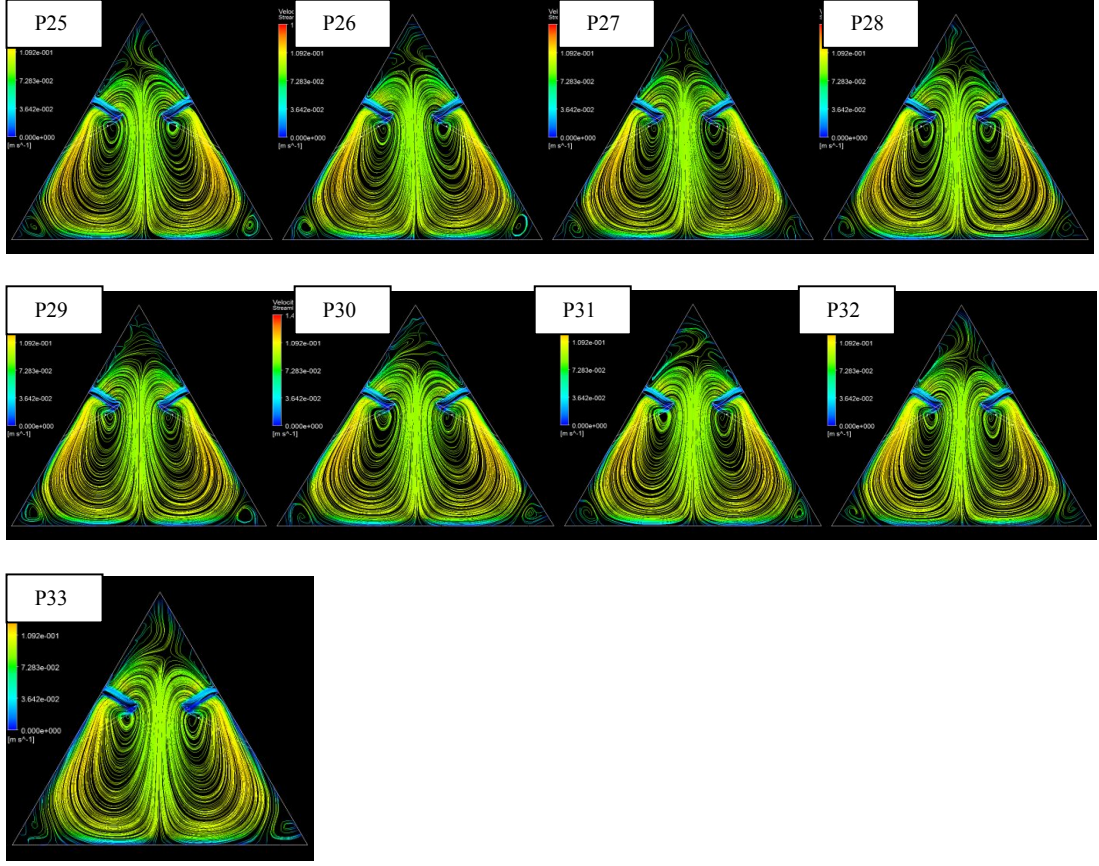 P25
1.092e-001
7.283e-002
3.642e-002
0.000e+000
[m s^-1]
P26
1.092e-001
7.283e-002
3.642e-002
0.000e+000
[m s^-1]
P27
1.092e-001
7.283e-002
3.642e-002
0.000e+000
[m s^-1]
P28
1.092e-001
7.283e-002
3.642e-002
0.000e+000
[m s^-1]
P29
1.092e-001
7.283e-002
3.642e-002
0.000e+000
[m s^-1]
P30
1.092e-001
7.283e-002
3.642e-002
0.000e+000
[m s^-1]
P31
1.092e-001
7.283e-002
3.642e-002
0.000e+000
[m s^-1]
P32
1.092e-001
7.283e-002
3.642e-002
0.000e+000
[m s^-1]
P33
1.092e-001
7.283e-002
3.642e-002
0.000e+000
[m s^-1]